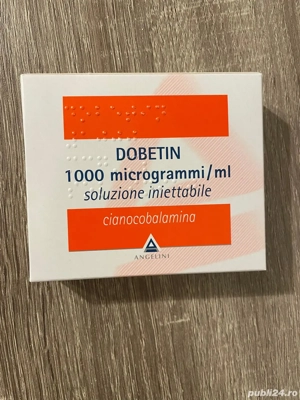 DOBETIN
1000 microgrammi/ml
soluzione iniettabile
cianocobalamina
ANGELINI
publi24.ro